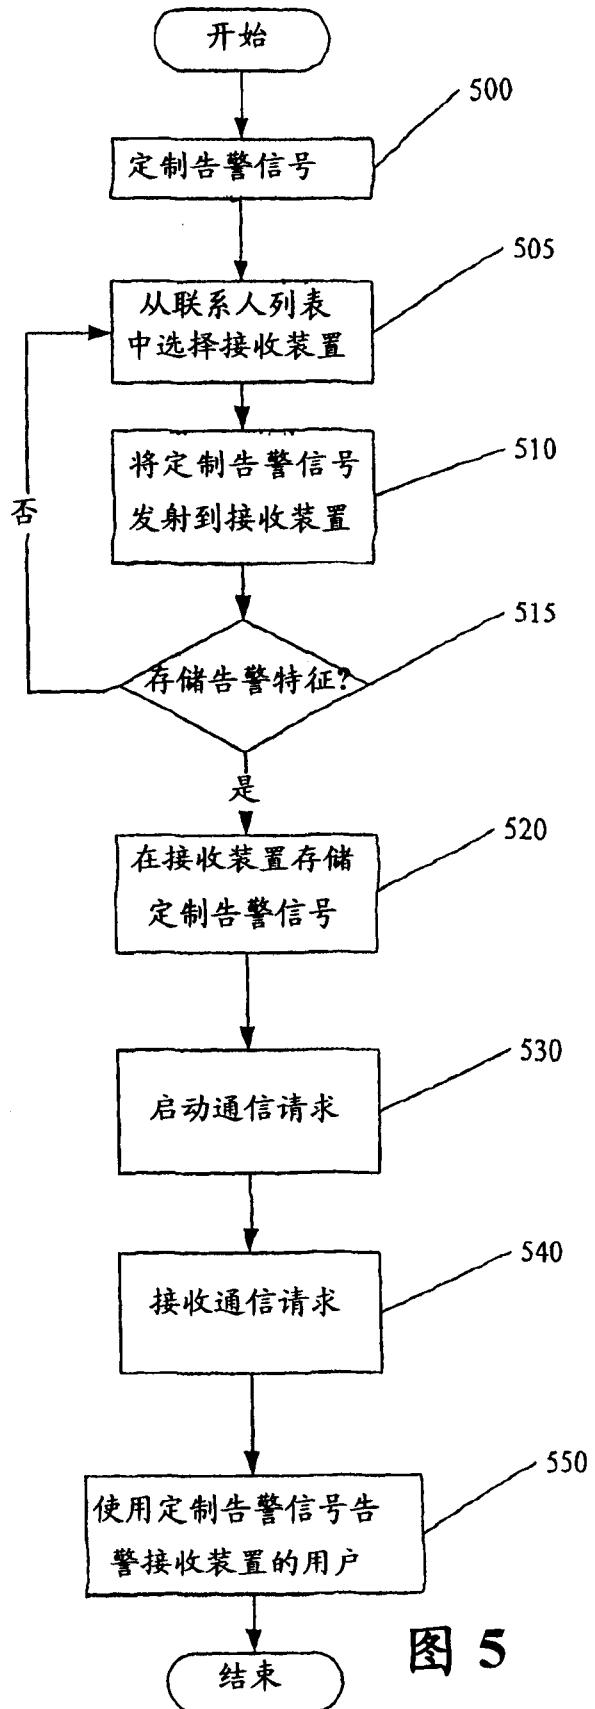 开始
500
定制告警信号
505
从联系人列表
中选择接收装置
510
将定制告警信号
发射到接收装置
否
515
存储告警特征?
是
520
在接收装置存储
定制告警信号
530
启动通信请求
540
接收通信请求
550
使用定制告警信号告
警接收装置的用户
结束
图 5